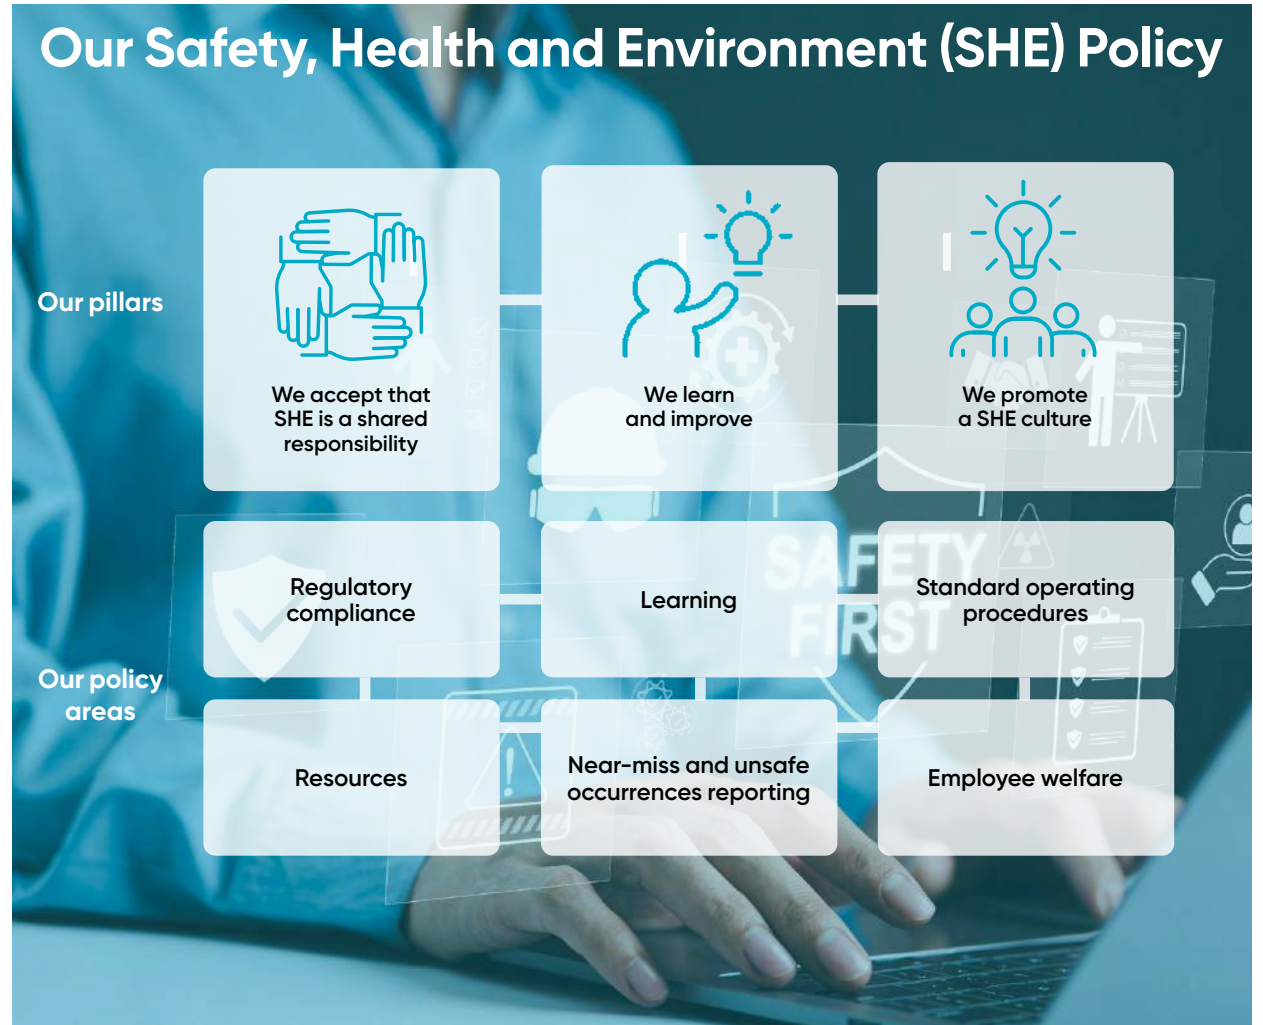 Our Safety, Health and Environment (SHE) Policy
Our pillars
We accept that
SHE is a shared
responsibility
We learn
and improve
We promote
a SHE culture
Our policy
areas
Regulatory
compliance
Learning
Standard operating
procedures
Resources
Near-miss and unsafe
occurrences reporting
Employee welfare
SAFETY
FIRST